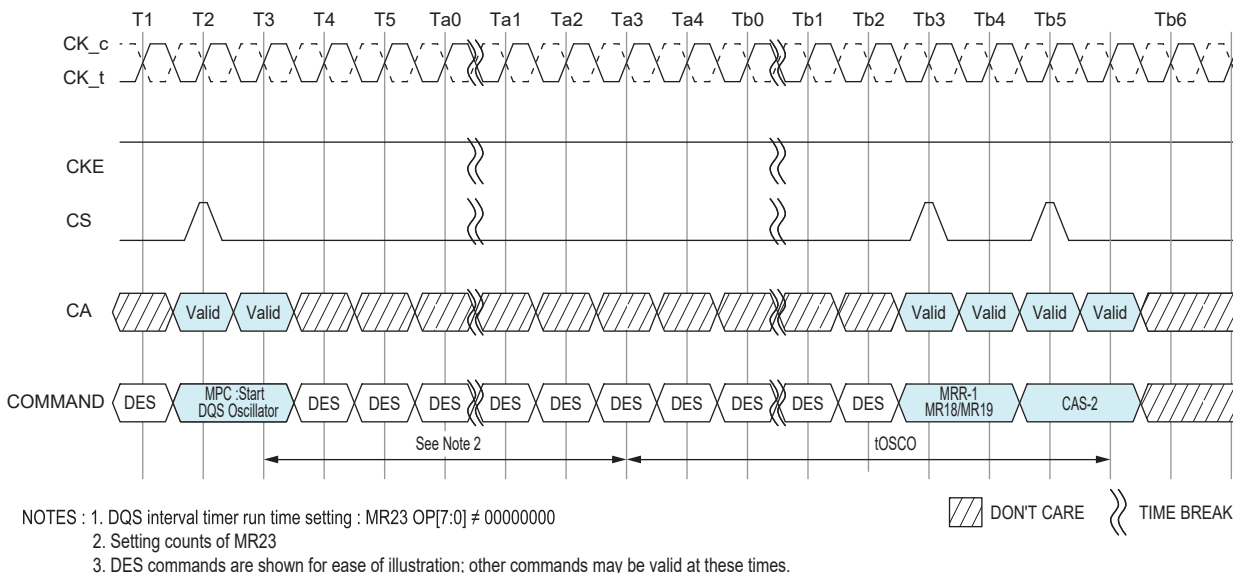 T1 T2 T3 T4 T5 Ta0 Ta1 Ta2 Ta3 Ta4 Tb0 Tb1 Tb2 Tb3 Tb4 Tb5 Tb6
CK_c
CK_t
CKE
CS
CA Valid Valid Valid Valid Valid Valid
COMMAND DES MPC :Start DES DES DES DES DES DES DES DES DES DES MRR-1 CAS-2
DQS Oscillator MR18/MR19
See Note 2 tOSCO
NOTES : 1. DQS interval timer run time setting : MR23 OP[7:0] ≠ 00000000
2. Setting counts of MR23
3. DES commands are shown for ease of illustration; other commands may be valid at these times.
DON'T CARE TIME BREAK